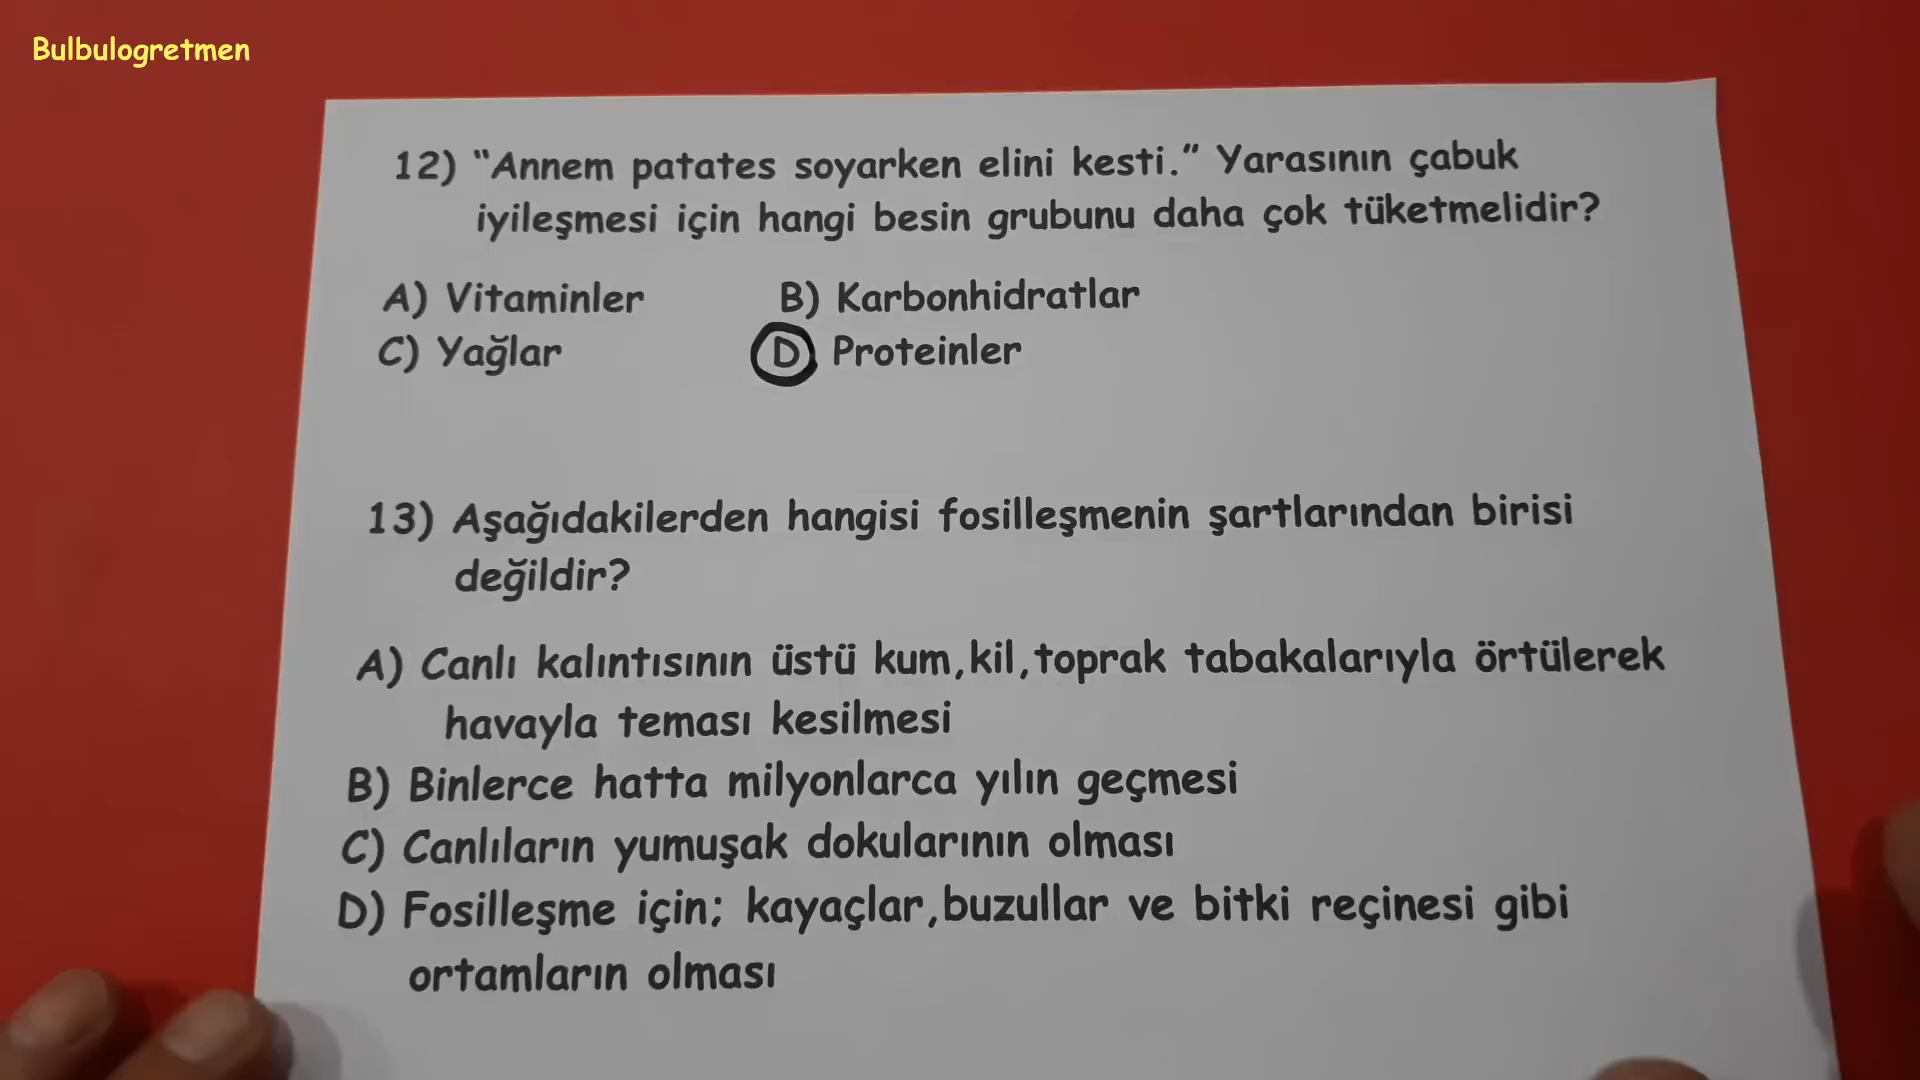 Bulbulogretmen
12) “Annem patates soyarken elini kesti.” Yarasının çabuk
iyileşmesi için hangi besin grubunu daha çok tüketmelidir?
A) Vitaminler B) Karbonhidratlar
C) Yağlar D) Proteinler
13) Aşağıdakilerden hangisi fosilleşmenin şartlarından birisi
değildir?
A) Canlı kalıntısının üstü kum,kil,toprak tabakalarıyla örtülerek
havayla teması kesilmesi
B) Binlerce hatta milyonlarca yılın geçmesi
C) Canlıların yumuşak dokularının olması
D) Fosilleşme için; kayaçlar,buzullar ve bitki reçinesi gibi
ortamların olması